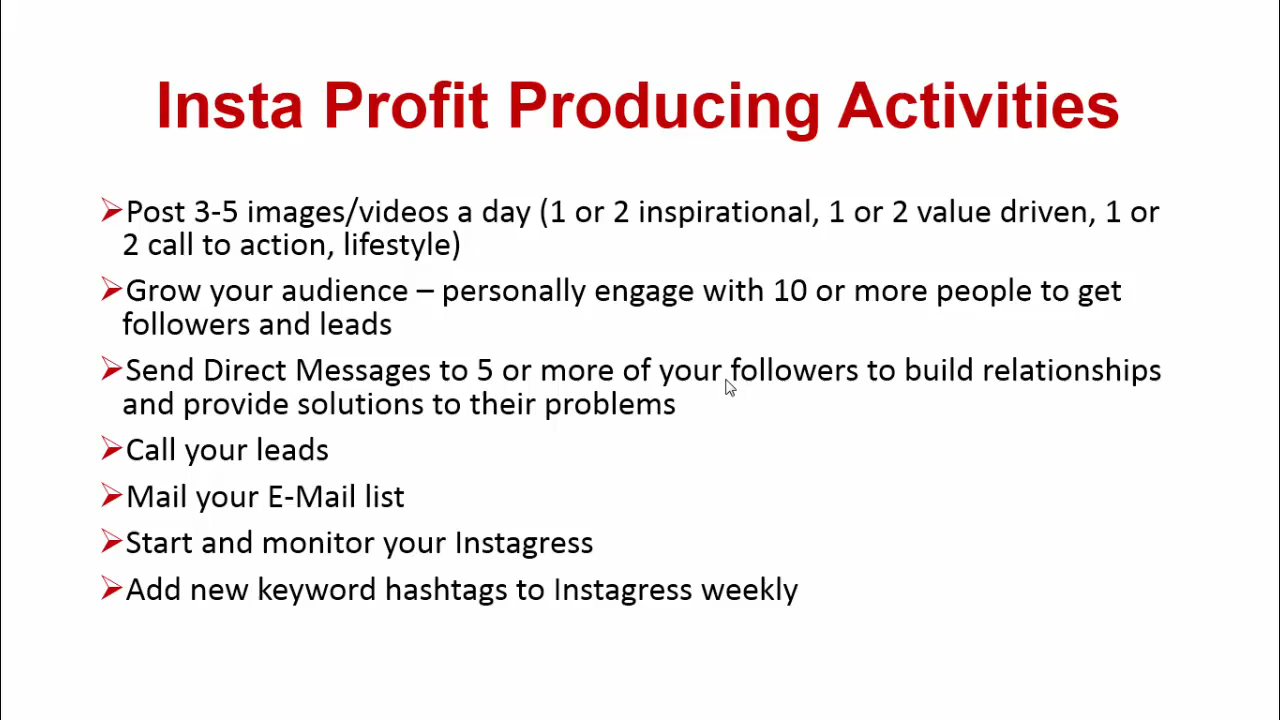 Insta Profit Producing Activities
Post 3-5 images/videos a day (1 or 2 inspirational, 1 or 2 value driven, 1 or
2 call to action, lifestyle)
Grow your audience – personally engage with 10 or more people to get
followers and leads
Send Direct Messages to 5 or more of your followers to build relationships
and provide solutions to their problems
Call your leads
Mail your E-Mail list
Start and monitor your Instagress
Add new keyword hashtags to Instagress weekly